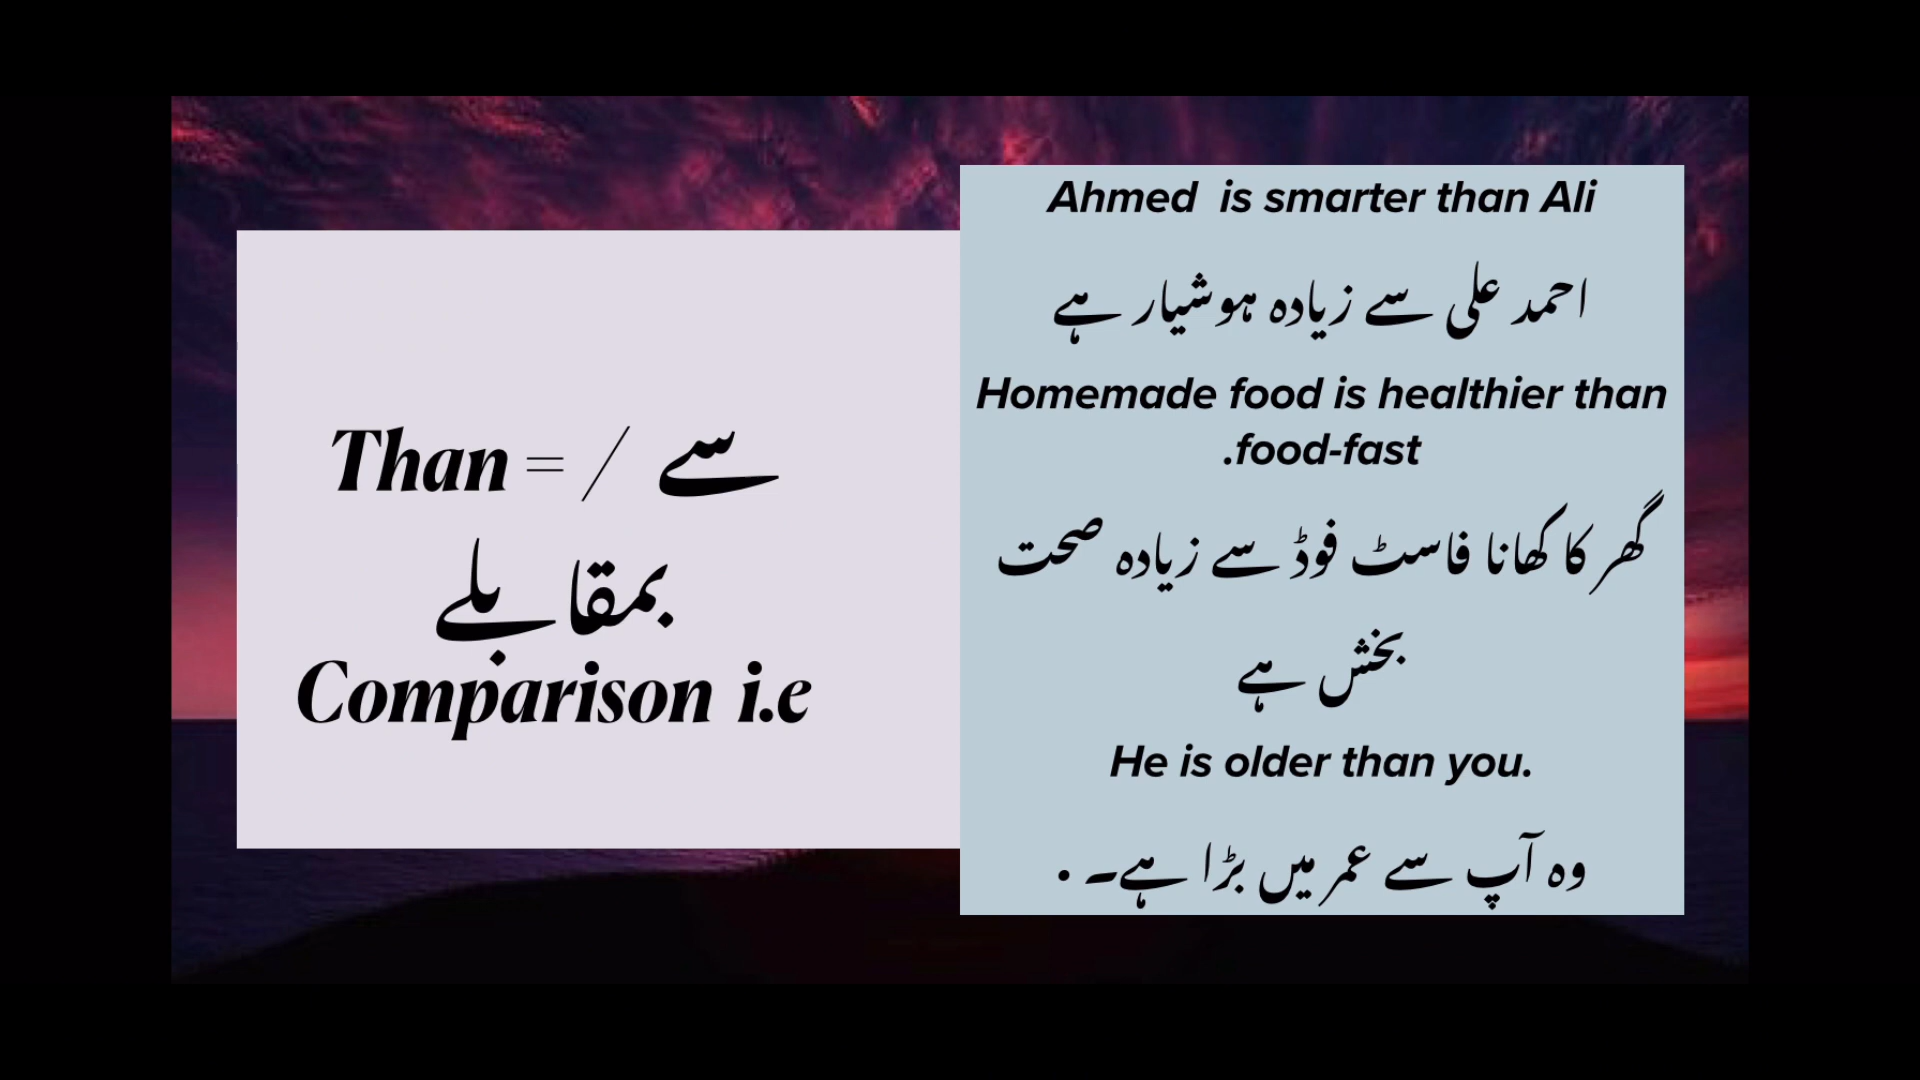 Than = / سے
بمقابلے
Comparison i.e
Ahmed is smarter than Ali
احمد علی سے زیادہ ہوشیار ہے
Homemade food is healthier than
.food-fast
گھر کا کھانا فاسٹ فوڈ سے زیادہ صحت
بخش ہے
He is older than you.
وہ آپ سے عمر میں بڑا ہے۔ .